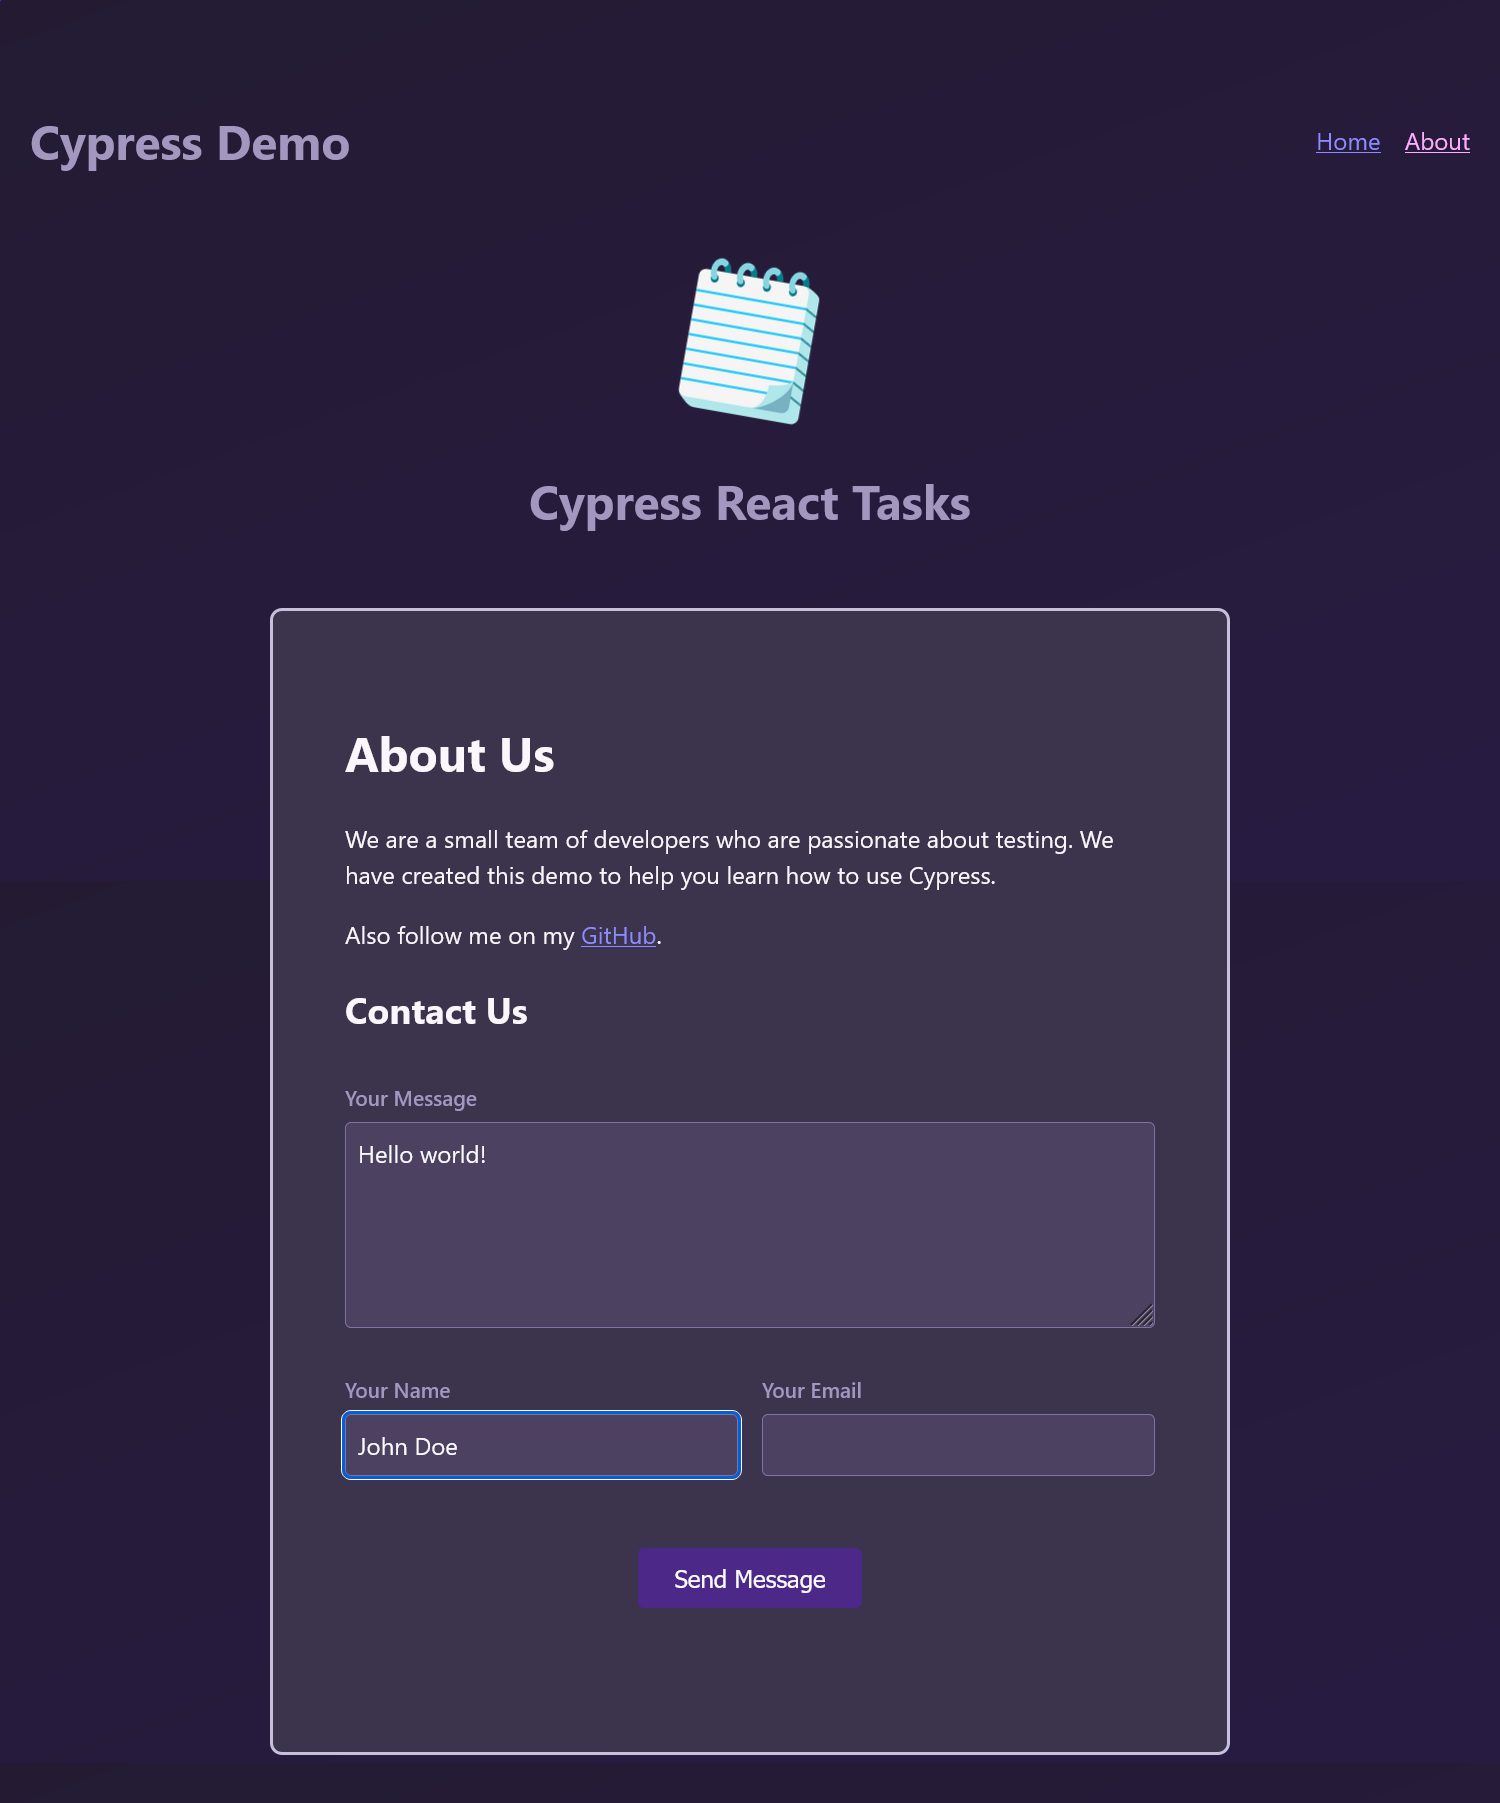 Cypress Demo
Home About
Cypress React Tasks
About Us
We are a small team of developers who are passionate about testing. We
have created this demo to help you learn how to use Cypress.
Also follow me on my GitHub.
Contact Us
Your Message
Hello world!
Your Name
Your Email
John Doe
Send Message